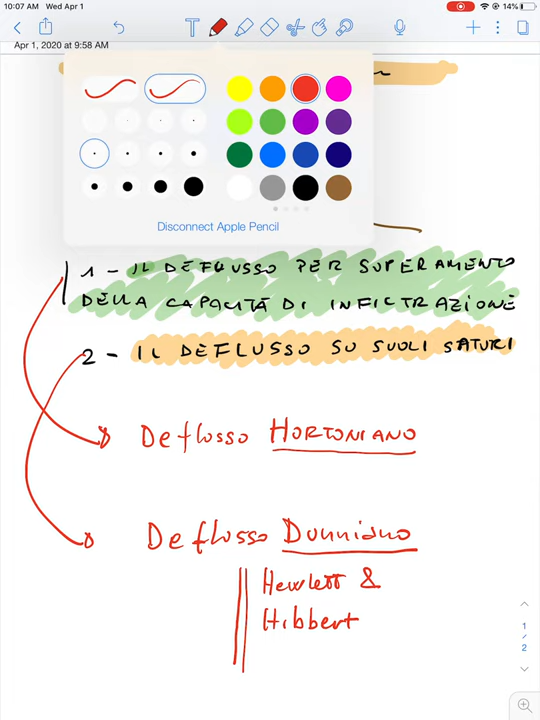 10:07 AM Wed Apr 1
14%
T
Apr 1, 2020 at 9:58 AM
Disconnect Apple Pencil
1 - IL DEFLUSSO PER SUPERAMENTO
DELLA CAPACITÀ DI INFILTRAZIONE
2 - IL DEFLUSSO SU SUOLI SATURI
Deflusso HORTONIANO
Deflusso Dunniano
Hewlett &
Hibbert
1
/
2